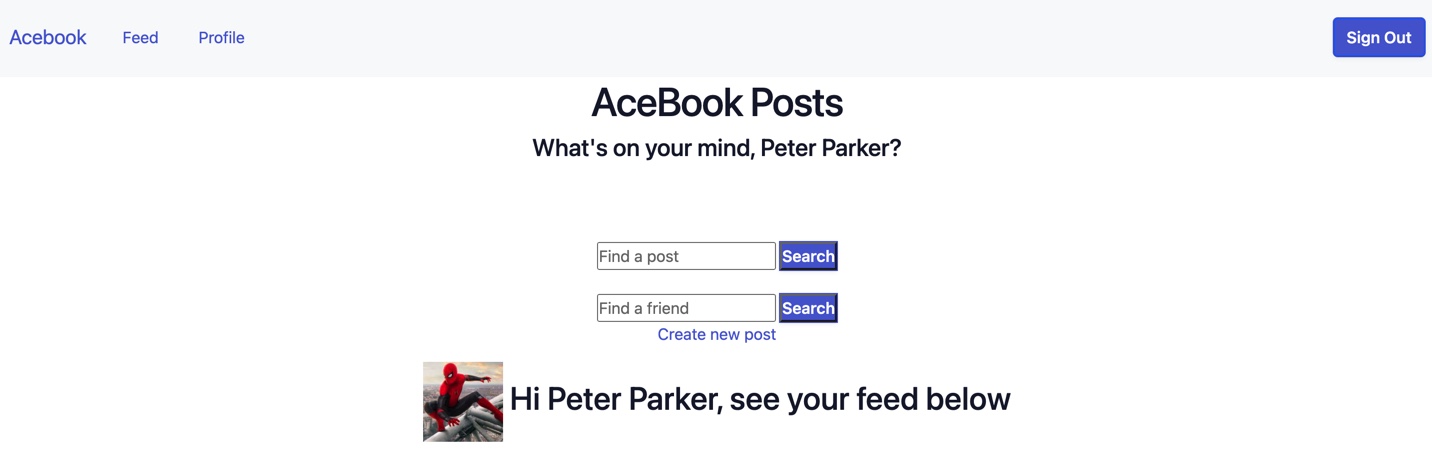 Acebook Feed Profile Sign Out
AceBook Posts
What's on your mind, Peter Parker?
Find a post Search
Find a friend Search
Create new post
Hi Peter Parker, see your feed below